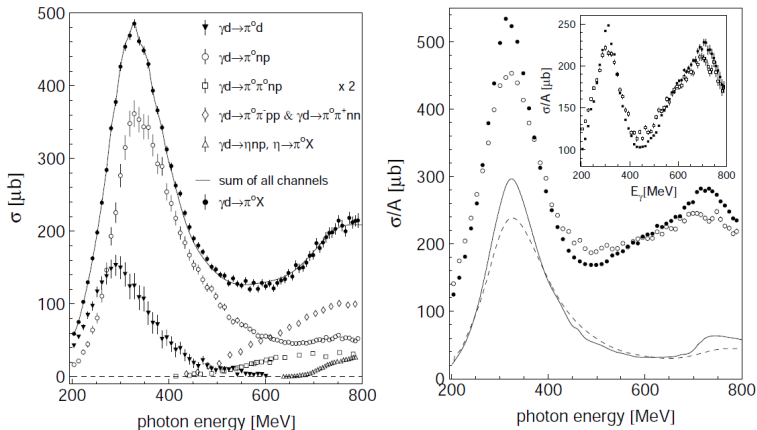 500
400
300
200
100
0
σ [μb]
γd→π°d
γd→π°np
γd→π°π°np x 2
γd→π°π⁻pp & γd→π°π⁺nn
γd→ηnp, η→π°X
sum of all channels
γd→π°X
200 400 600 800
photon energy [MeV]
500
400
300
200
100
0
σ/A [μb]
250
200
150
100
σ/A [μb]
200 400 600 800
Eγ[MeV]
200 300 400 500 600 700 800
photon energy [MeV]